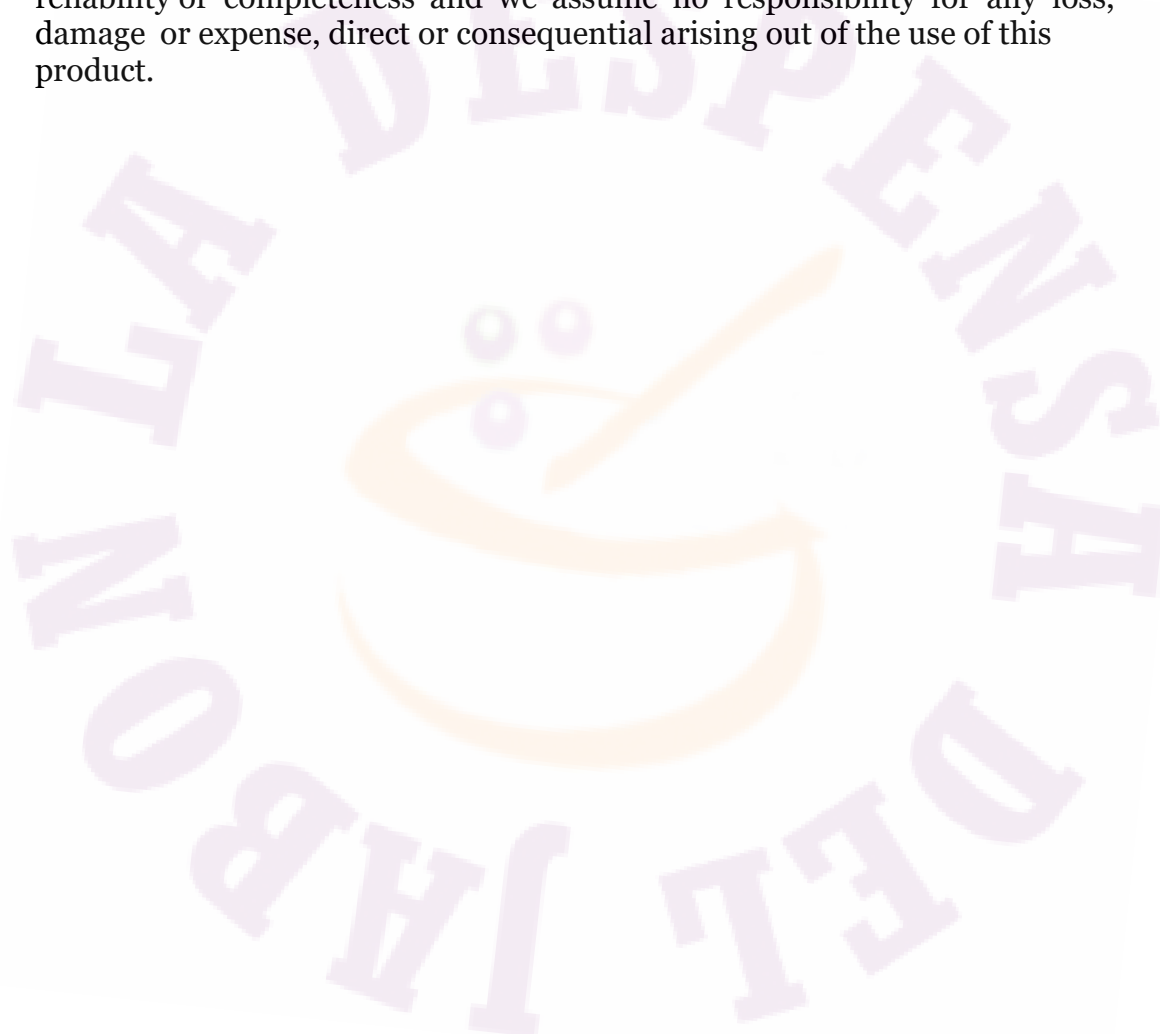 reliability or completeness and we assume no responsibility for any loss,
damage or expense, direct or consequential arising out of the use of this
product.
LA DESPENSA DEL JABON